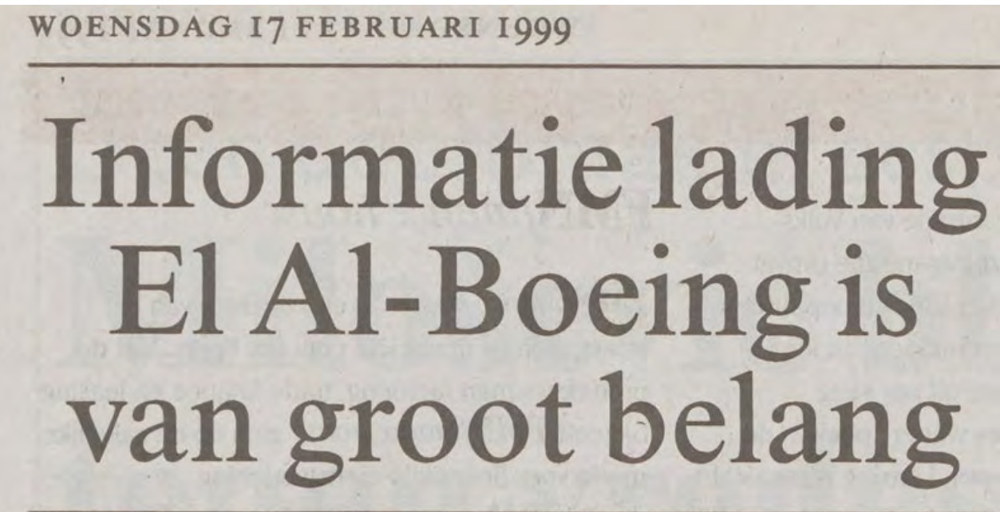 WOENSDAG 17 FEBRUARI 1999
Informatie lading
El Al-Boeing is
van groot belang